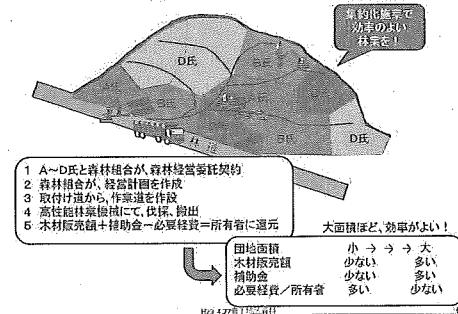 集約化施業で
効率のよい
林業を!
D氏
B氏
D氏
林道
1 A~D氏と森林組合が、森林経営委託契約
2 森林組合が、経営計画を作成
3 取付け道から、作業道を作設
4 高性能林業機械にて、伐採、搬出
5 木材販売額+補助金-必要経費=所有者に還元
大面積ほど、効率がよい!
団地面積 小 → → → 大
木材販売額 少ない 多い
補助金 少ない 多い
必要経費/所有者 多い 少ない